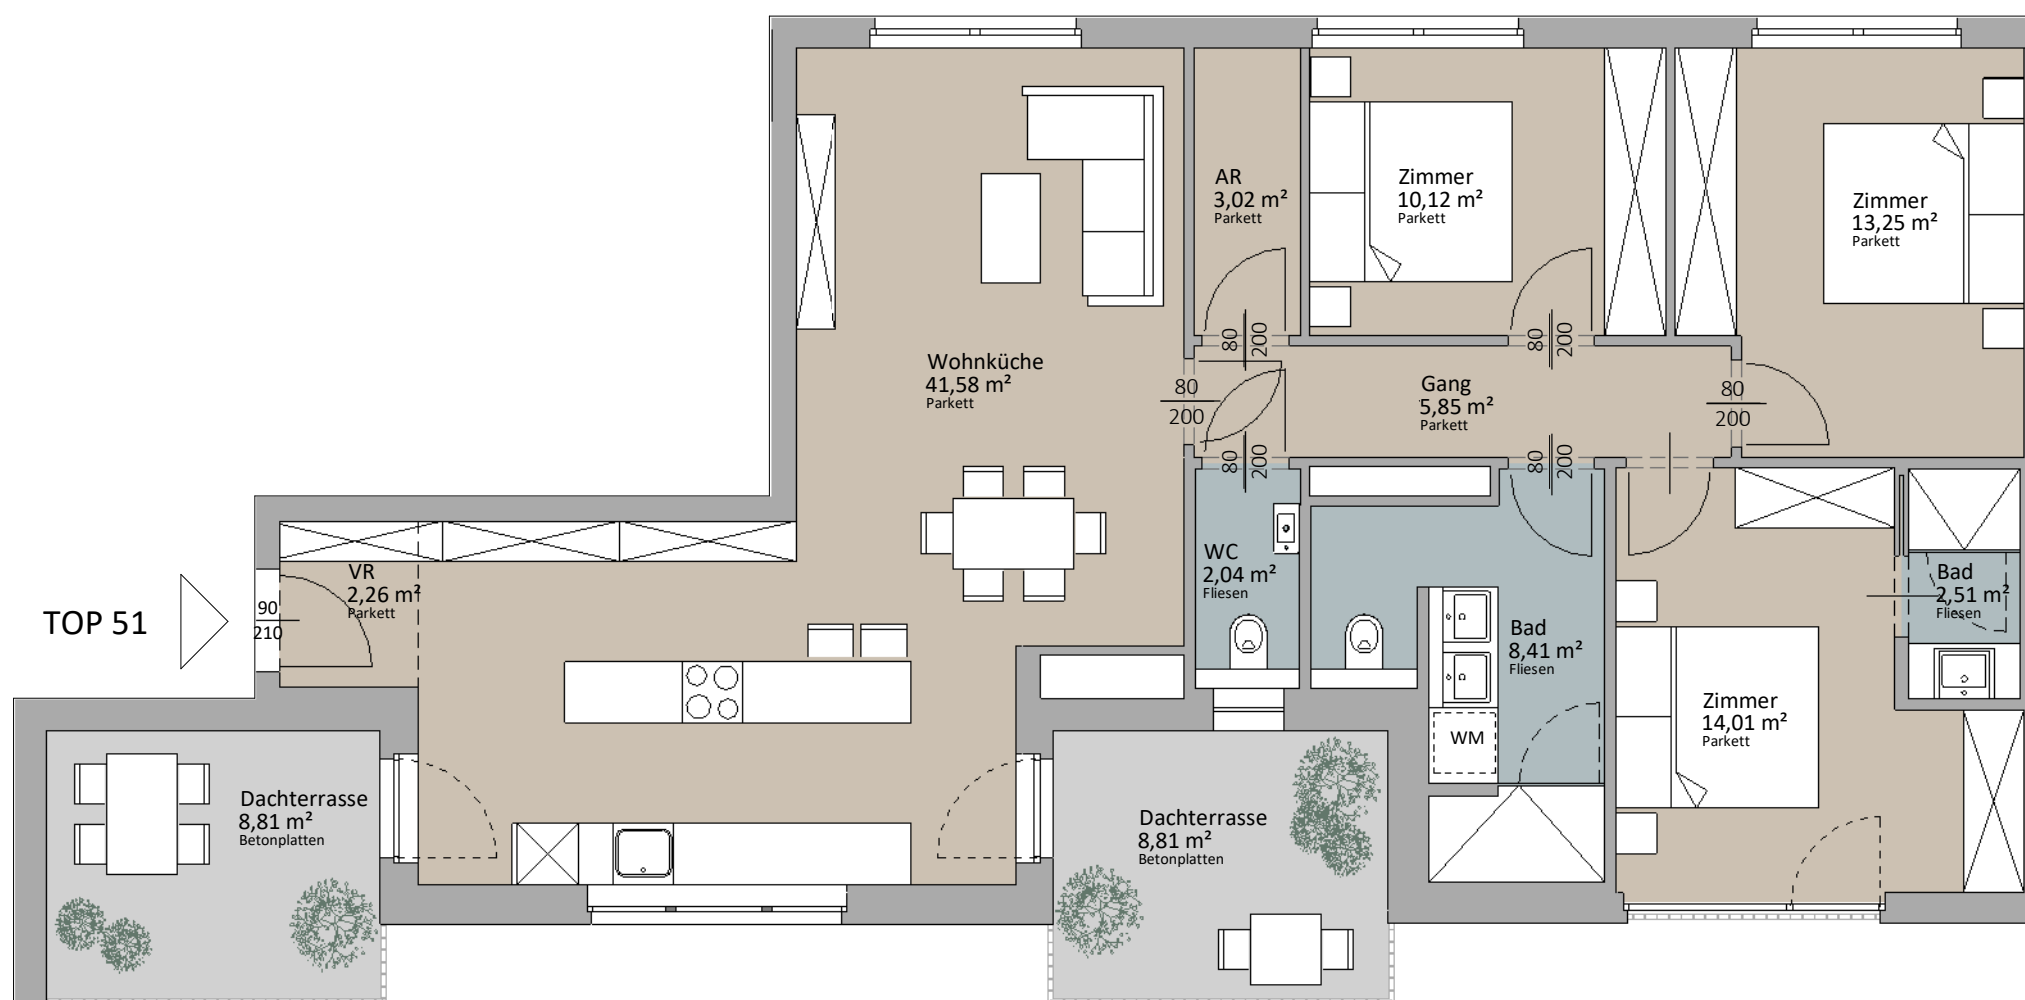 AR
3,02 m²
Parkett
Zimmer
10,12 m²
Parkett
Zimmer
13,25 m²
Parkett
80
200
80
200
Wohnküche
41,58 m²
Parkett
80
200
Gang
5,85 m²
Parkett
80
200
80
200
80
200
TOP 51
90
210
VR
2,26 m²
Parkett
WC
2,04 m²
Fliesen
Bad
8,41 m²
Fliesen
Bad
2,51 m²
Fliesen
Zimmer
14,01 m²
Parkett
WM
Dachterrasse
8,81 m²
Betonplatten
Dachterrasse
8,81 m²
Betonplatten